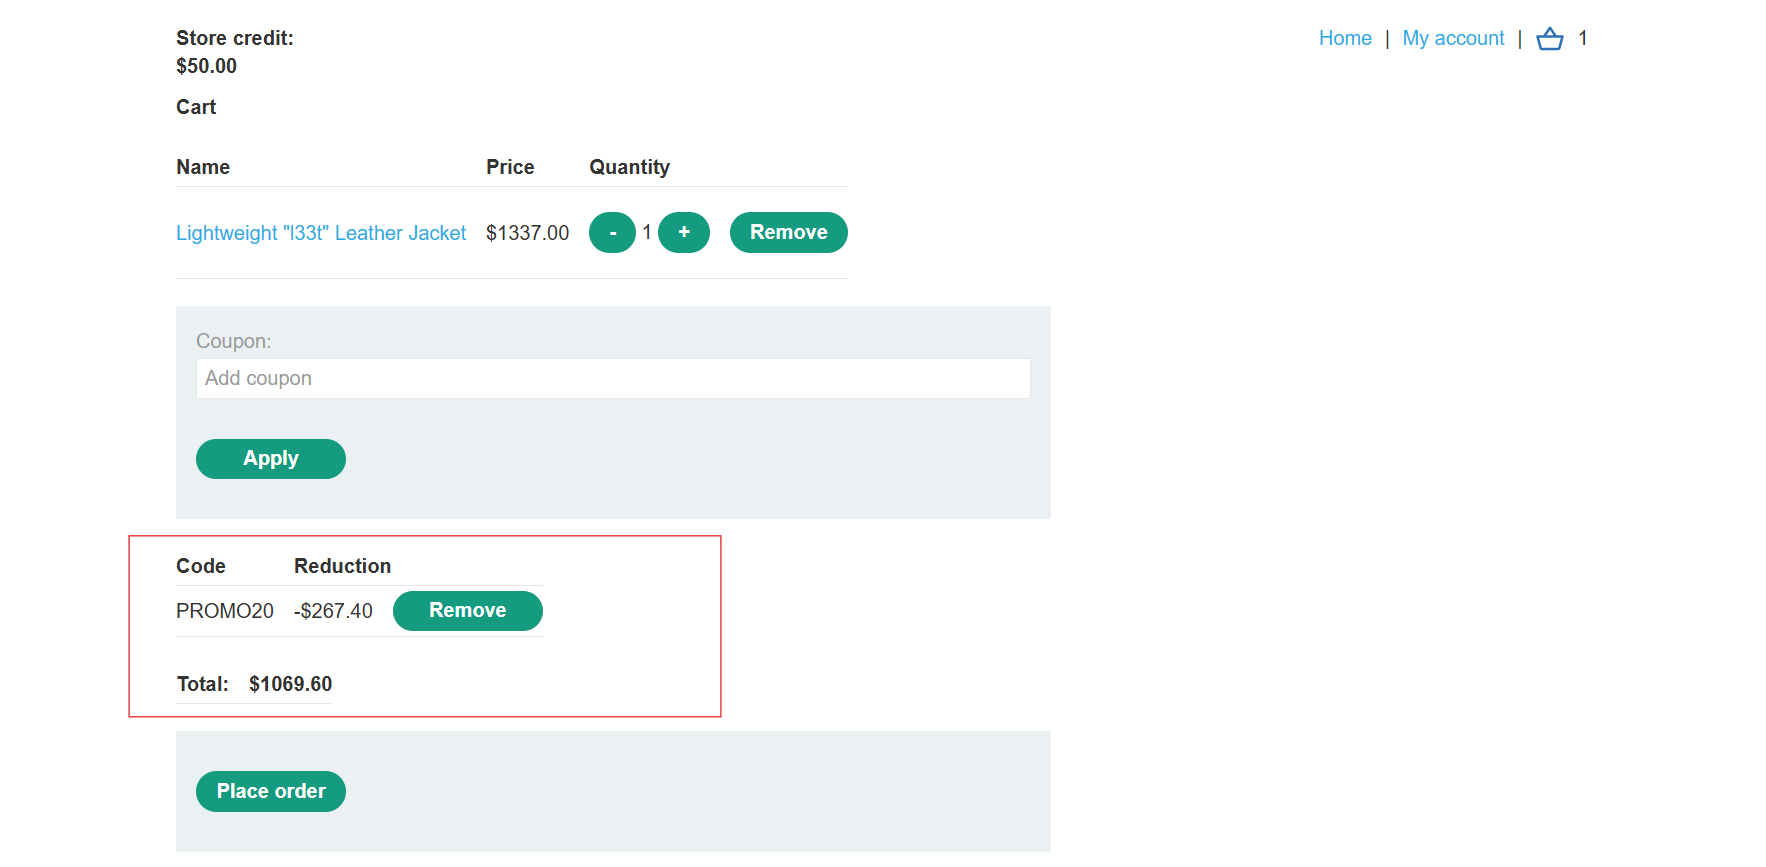 Store credit:
$50.00
Home | My account | 1
Cart
Name Price Quantity
Lightweight "l33t" Leather Jacket $1337.00 - 1 + Remove
Coupon:
Add coupon
Apply
Code Reduction
PROMO20 -$267.40 Remove
Total: $1069.60
Place order